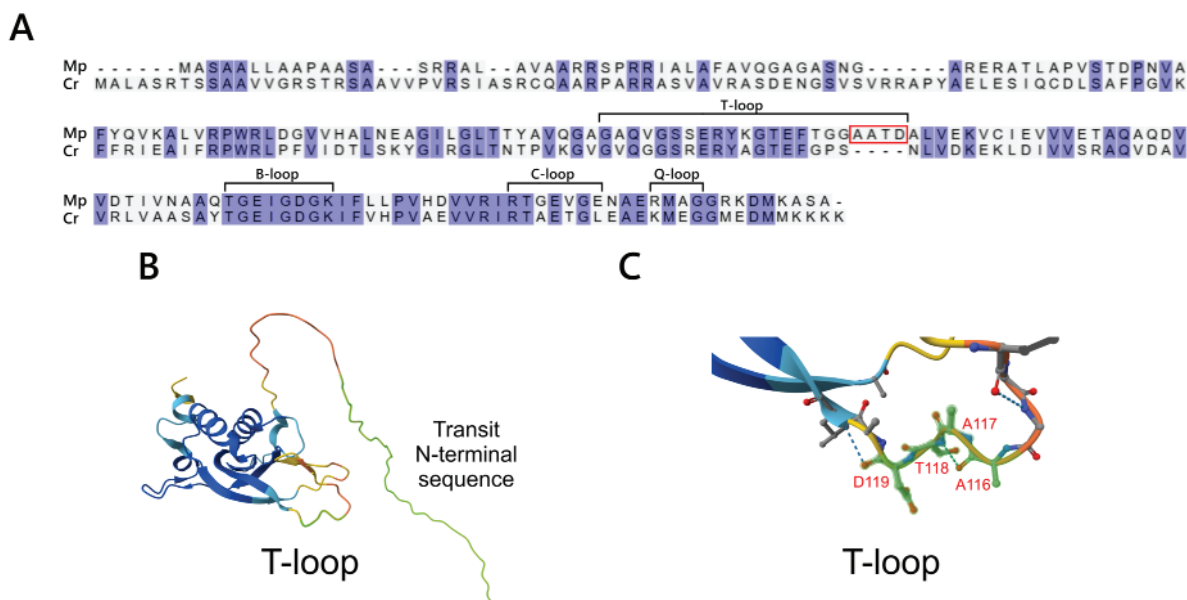 A
T-loop
Mp ------MASAALLAAPAASA---SRRAL--AVAARRSPRRIALAFAVQGAGASNG------ARERATLAPVSTDPNVA
Cr MALASRTSSAAVVGRSTRSAAVVPVRSIASRCQAARPARRASVAVRASDENGSVSVRRAPYAELESIQCDLSAFPGVK
Mp FYQVKALVRPWRLDGVVHALNEAGILGLTTYAVQGAGAQVGSSERYKGTEFTGGAATDALVEKVCIEVVVETAQAQDV
Cr FFRIEAIFRPWRLPFVIDTLSKYGIRGLTNTPVKGVGVQGGSRERYAGTEFGPS----NLVDKEKLDIVVSRAQVDAV
B-loop C-loop Q-loop
Mp VDTIVNAAQTGEIGDGKIFLLPVHDVVRIRTGEVGENAERMAGGRKDMKASA-
Cr VRLVAASAYTGEIGDGKIFVHPVAEVVRIRTAETGLEAEKMEGGMEDMMKKKK
B
Transit
N-terminal
sequence
T-loop
C
A117
T118
A116
D119
T-loop